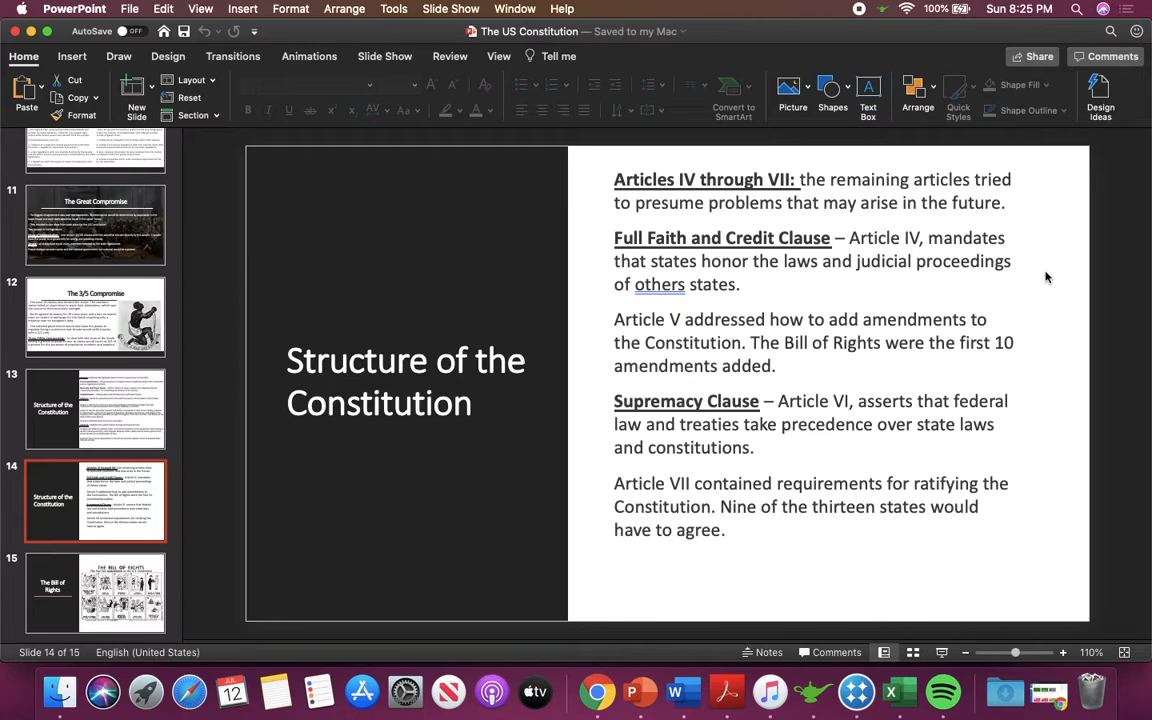 PowerPoint File Edit View Insert Format Arrange Tools Slide Show Window Help 100% Sun 8:25 PM
AutoSave OFF The US Constitution — Saved to my Mac
Home Insert Draw Design Transitions Animations Slide Show Review View Tell me Share Comments
Paste Cut Copy Format New Slide Layout Reset Section Convert to SmartArt Picture Shapes Text Box Arrange Quick Styles Shape Fill Shape Outline Design Ideas
11
The Great Compromise
12
The 3/5 Compromise
13
Structure of the
Constitution
14
Structure of the
Constitution
15
The Bill of
Rights
THE BILL OF RIGHTS
Structure of the
Constitution
Articles IV through VII: the remaining articles tried
to presume problems that may arise in the future.
Full Faith and Credit Clause – Article IV, mandates
that states honor the laws and judicial proceedings
of others states.
Article V addressed how to add amendments to
the Constitution. The Bill of Rights were the first 10
amendments added.
Supremacy Clause – Article VI, asserts that federal
law and treaties take precedence over state laws
and constitutions.
Article VII contained requirements for ratifying the
Constitution. Nine of the thirteen states would
have to agree.
Slide 14 of 15 English (United States) Notes Comments 110%
JUL
12
tv